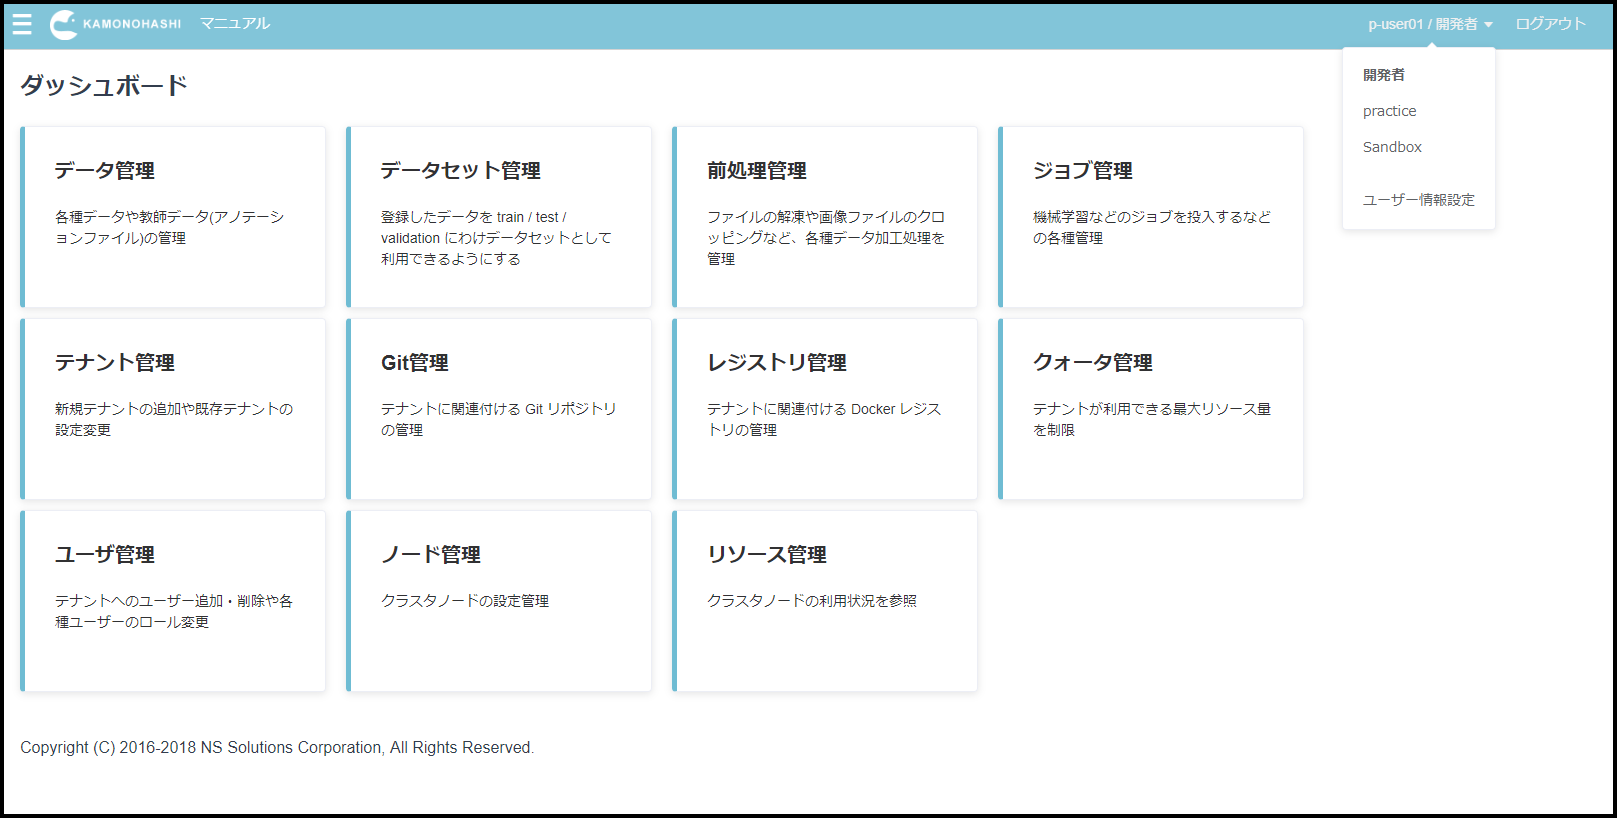 KAMONOHASHI マニュアル p-user01 / 開発者 ログアウト
開発者
practice
Sandbox
ユーザー情報設定
ダッシュボード
データ管理
各種データや教師データ(アノテーシ
ョンファイル)の管理
データセット管理
登録したデータを train / test /
validation にわけデータセットとして
利用できるようにする
前処理管理
ファイルの解凍や画像ファイルのクロ
ッピングなど、各種データ加工処理を
管理
ジョブ管理
機械学習などのジョブを投入するなど
の各種管理
テナント管理
新規テナントの追加や既存テナントの
設定変更
Git管理
テナントに関連付ける Git リポジトリ
の管理
レジストリ管理
テナントに関連付ける Docker レジス
トリの管理
クォータ管理
テナントが利用できる最大リソース量
を制限
ユーザ管理
テナントへのユーザー追加・削除や各
種ユーザーのロール変更
ノード管理
クラスタノードの設定管理
リソース管理
クラスタノードの利用状況を参照
Copyright (C) 2016-2018 NS Solutions Corporation, All Rights Reserved.